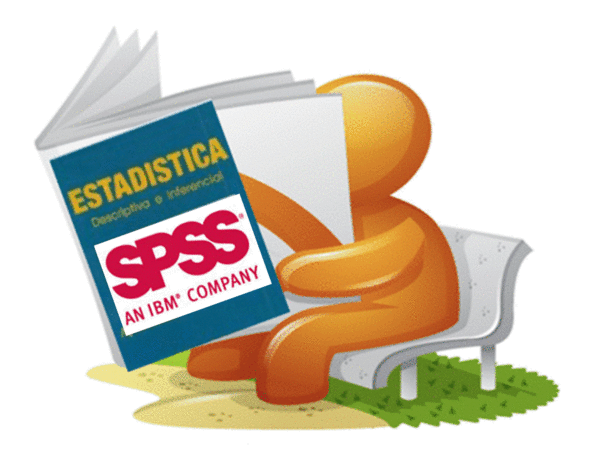 ESTADISTICA
Descriptiva e Inferencial
SPSS®
AN IBM® COMPANY